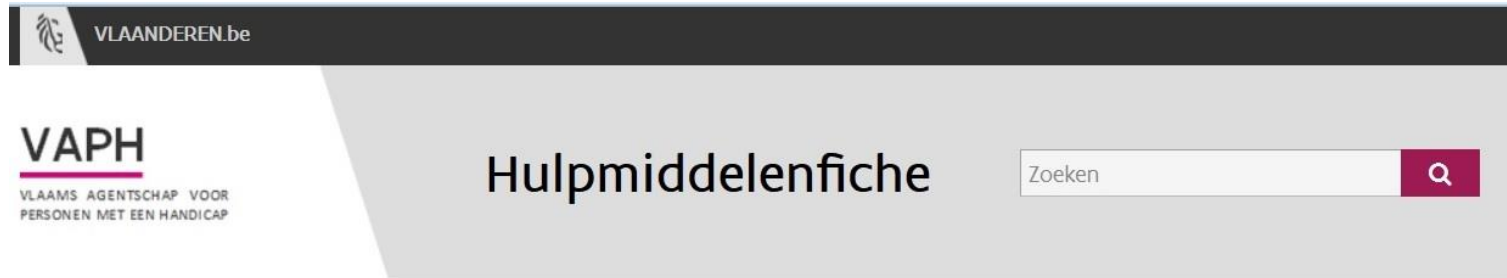 VLAANDEREN.be
VAPH
VLAAMS AGENTSCHAP VOOR
PERSONEN MET EEN HANDICAP
Hulpmiddelenfiche
Zoeken